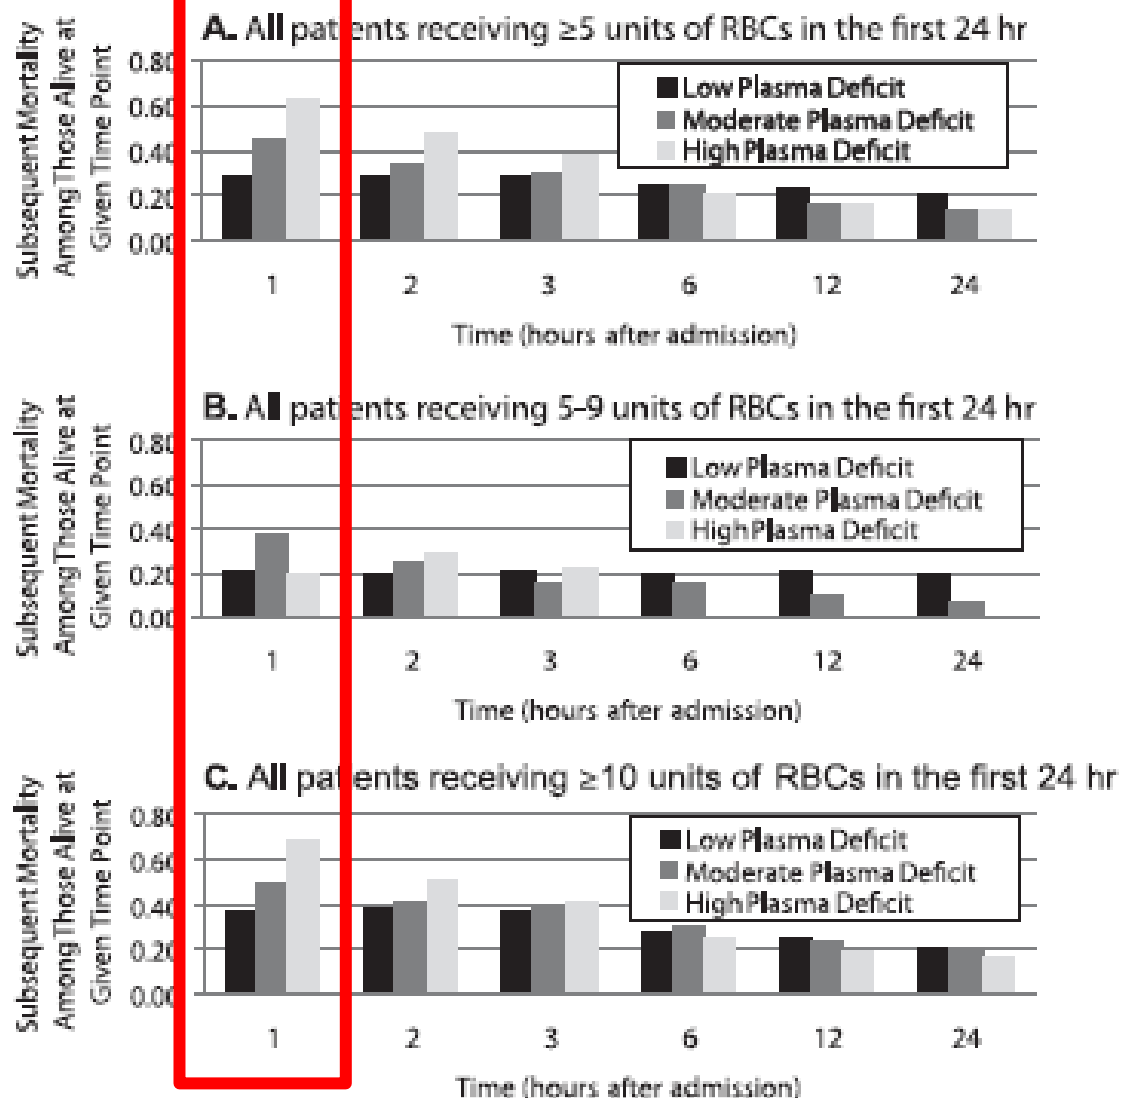 A. All patients receiving ≥5 units of RBCs in the first 24 hr
Subsequent Mortality
Among Those Alive at
Given Time Point
0.80
0.60
0.40
0.20
0.00
Low Plasma Deficit
Moderate Plasma Deficit
High Plasma Deficit
1 2 3 6 12 24
Time (hours after admission)
B. All patients receiving 5–9 units of RBCs in the first 24 hr
Subsequent Mortality
Among Those Alive at
Given Time Point
0.80
0.60
0.40
0.20
0.00
Low Plasma Deficit
Moderate Plasma Deficit
High Plasma Deficit
1 2 3 6 12 24
Time (hours after admission)
C. All patients receiving ≥10 units of RBCs in the first 24 hr
Subsequent Mortality
Among Those Alive at
Given Time Point
0.80
0.60
0.40
0.20
0.00
Low Plasma Deficit
Moderate Plasma Deficit
High Plasma Deficit
1 2 3 6 12 24
Time (hours after admission)